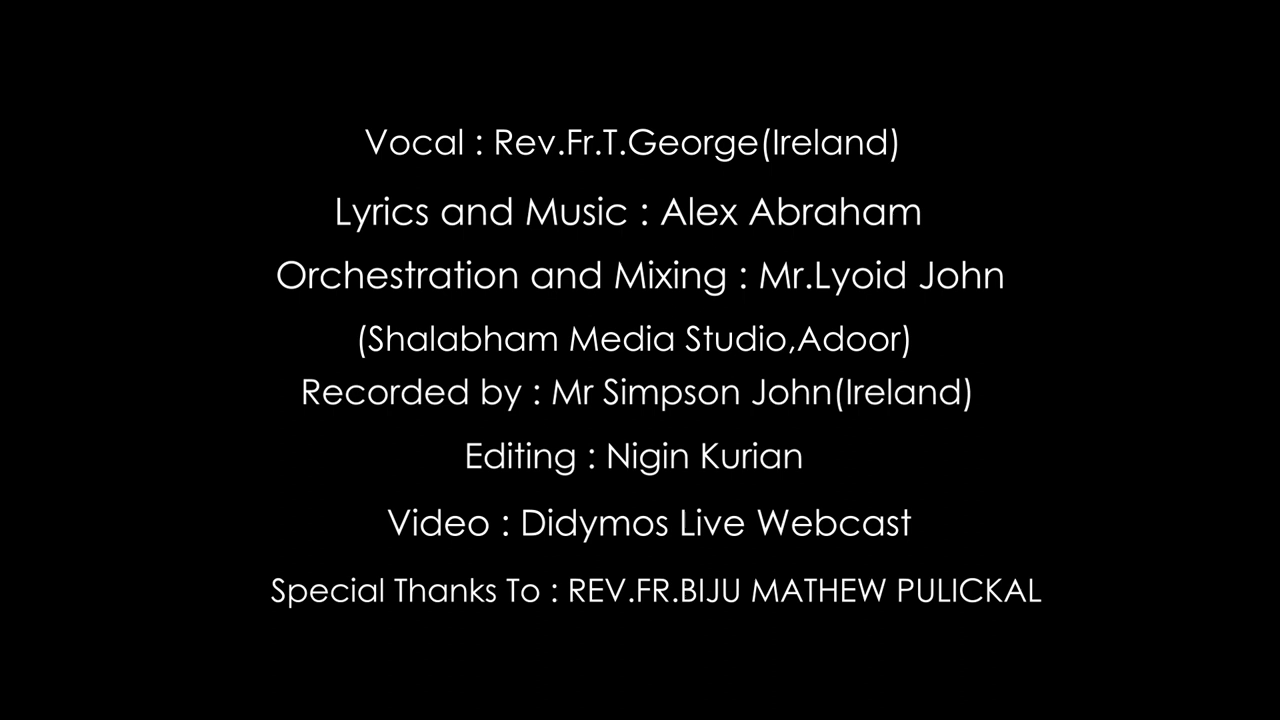 Vocal : Rev.Fr.T.George(Ireland)
Lyrics and Music : Alex Abraham
Orchestration and Mixing : Mr.Lyoid John
(Shalabham Media Studio,Adoor)
Recorded by : Mr Simpson John(Ireland)
Editing : Nigin Kurian
Video : Didymos Live Webcast
Special Thanks To : REV.FR.BIJU MATHEW PULICKAL